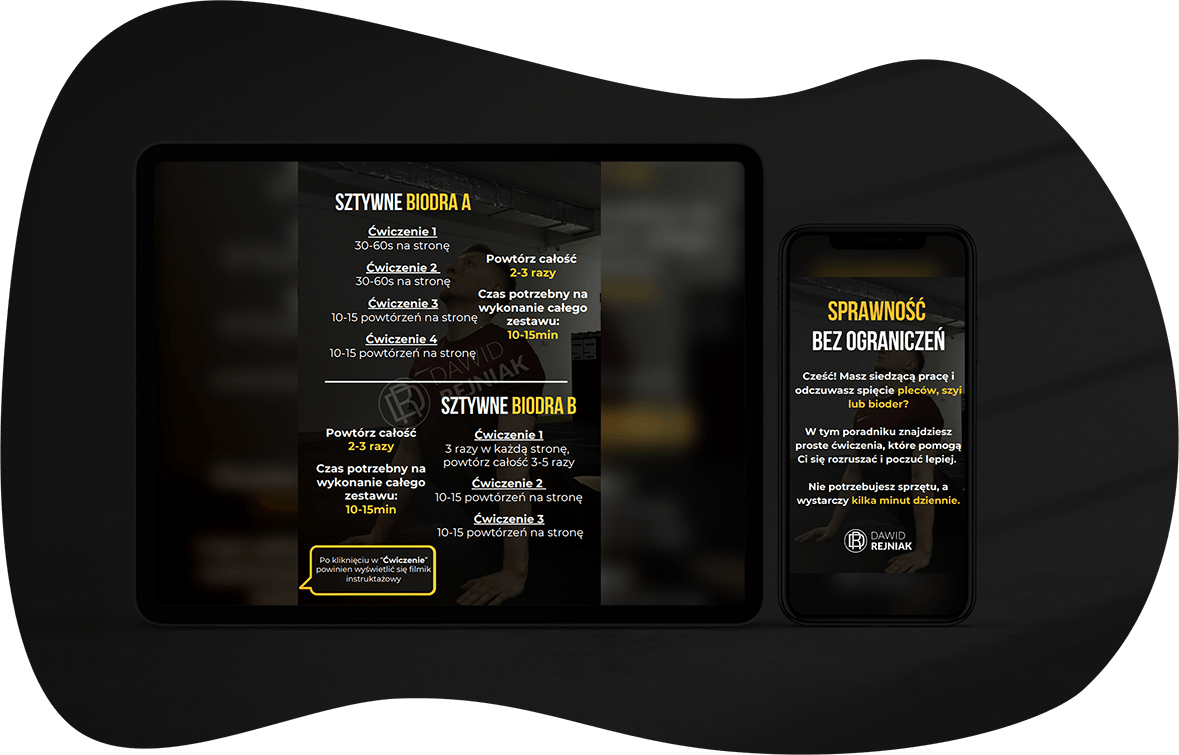 SZTYWNE BIODRA A
Ćwiczenie 1
30-60s na stronę
Ćwiczenie 2
30-60s na stronę
Ćwiczenie 3
10-15 powtórzeń na stronę
Ćwiczenie 4
10-15 powtórzeń na stronę
Powtórz całość
2-3 razy
Czas potrzebny na
wykonanie całego
zestawu:
10-15min
DAWID
REJNIAK
SZTYWNE BIODRA B
Powtórz całość
2-3 razy
Czas potrzebny na
wykonanie całego
zestawu:
10-15min
Ćwiczenie 1
3 razy w każdą stronę,
powtórz całość 3-5 razy
Ćwiczenie 2
10-15 powtórzeń na stronę
Ćwiczenie 3
10-15 powtórzeń na stronę
Po kliknięciu w "Ćwiczenie"
powinien wyświetlić się filmik
instruktażowy
SPRAWNOŚĆ
BEZ OGRANICZEŃ
Cześć! Masz siedzącą pracę i
odczuwasz spięcie pleców, szyi
lub bioder?
W tym poradniku znajdziesz
proste ćwiczenia, które pomogą
Ci się rozruszać i poczuć lepiej.
Nie potrzebujesz sprzętu, a
wystarczy kilka minut dziennie.
DAWID
REJNIAK